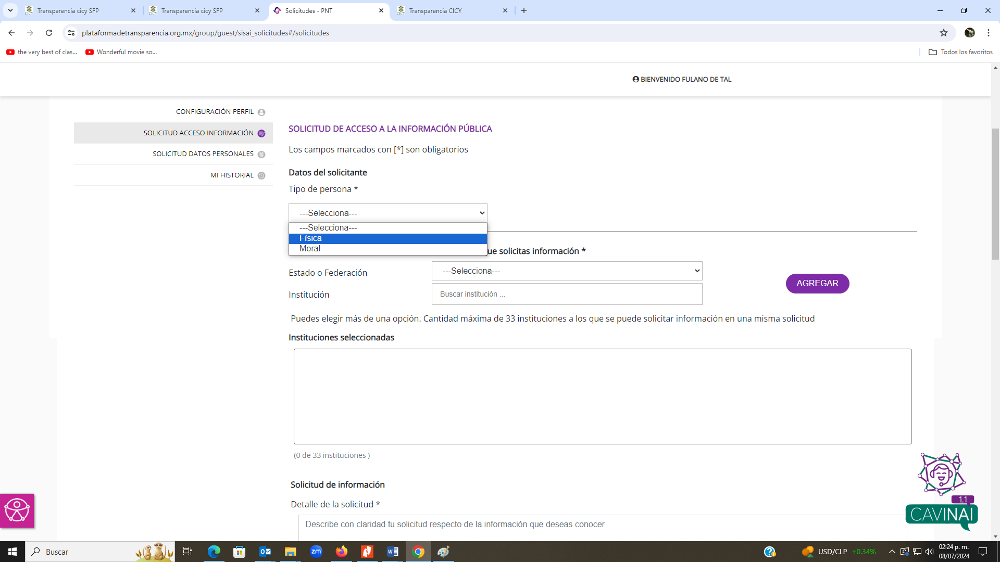 Transparencia cicy SFP
Transparencia cicy SFP
Solicitudes - PNT
Transparencia CICY
plataformadetransparencia.org.mx/group/guest/sisai_solicitudes#/solicitudes
the very best of clas...
Wonderful movie so...
Todos los favoritos
BIENVENIDO FULANO DE TAL
CONFIGURACIÓN PERFIL
SOLICITUD ACCESO INFORMACIÓN
SOLICITUD DATOS PERSONALES
MI HISTORIAL
SOLICITUD DE ACCESO A LA INFORMACIÓN PÚBLICA
Los campos marcados con [*] son obligatorios
Datos del solicitante
Tipo de persona *
---Selecciona---
---Selecciona---
Física
Moral
ue solicitas información *
Estado o Federación
---Selecciona---
Institución
Buscar institución ...
AGREGAR
Puedes elegir más de una opción. Cantidad máxima de 33 instituciones a los que se puede solicitar información en una misma solicitud
Instituciones seleccionadas
(0 de 33 instituciones )
Solicitud de información
Detalle de la solicitud *
Describe con claridad tu solicitud respecto de la información que deseas conocer
1.1
CAVINAI
Buscar
USD/CLP +0.34%
02:24 p. m.
08/07/2024